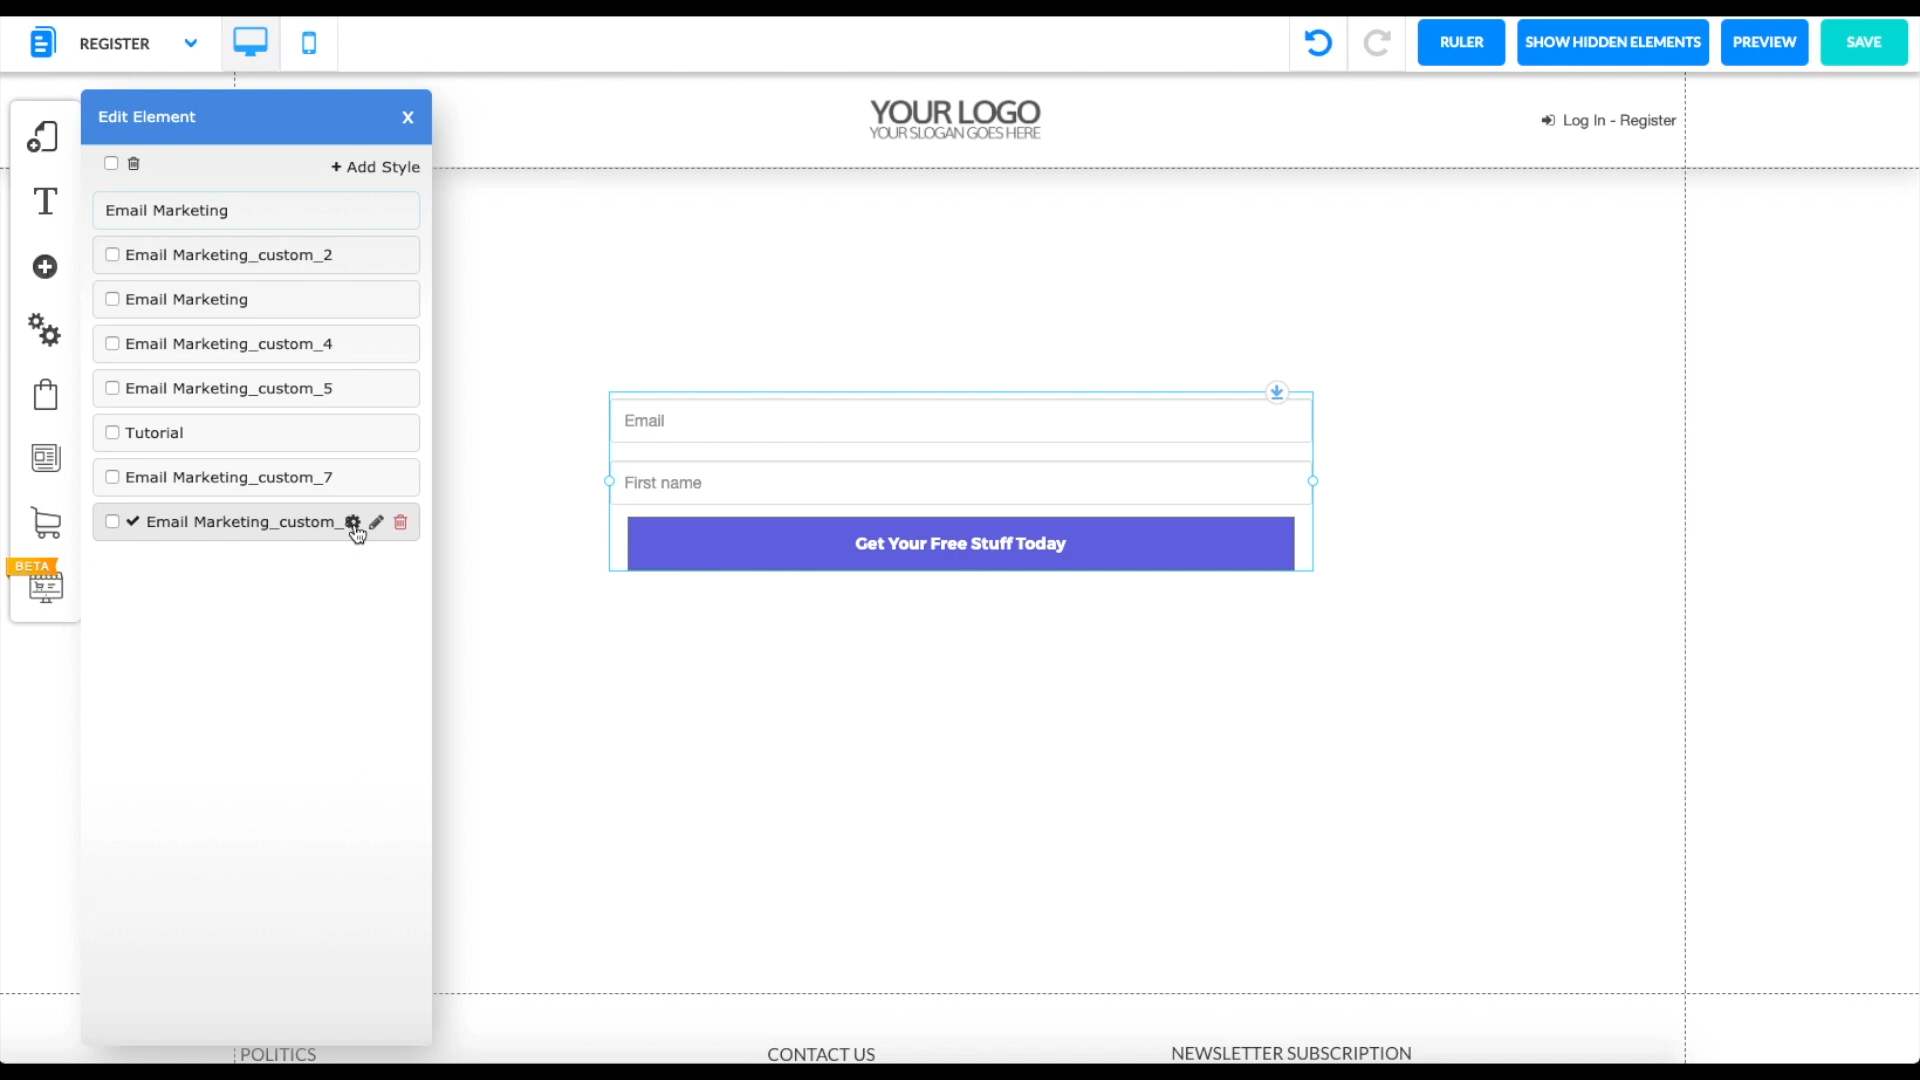 REGISTER
RULER
SHOW HIDDEN ELEMENTS
PREVIEW
SAVE
Edit Element
X
+ Add Style
Email Marketing
Email Marketing_custom_2
Email Marketing
Email Marketing_custom_4
Email Marketing_custom_5
Tutorial
Email Marketing_custom_7
Email Marketing_custom_
T
BETA
YOUR LOGO
YOUR SLOGAN GOES HERE
Log In - Register
Email
First name
Get Your Free Stuff Today
POLITICS
CONTACT US
NEWSLETTER SUBSCRIPTION